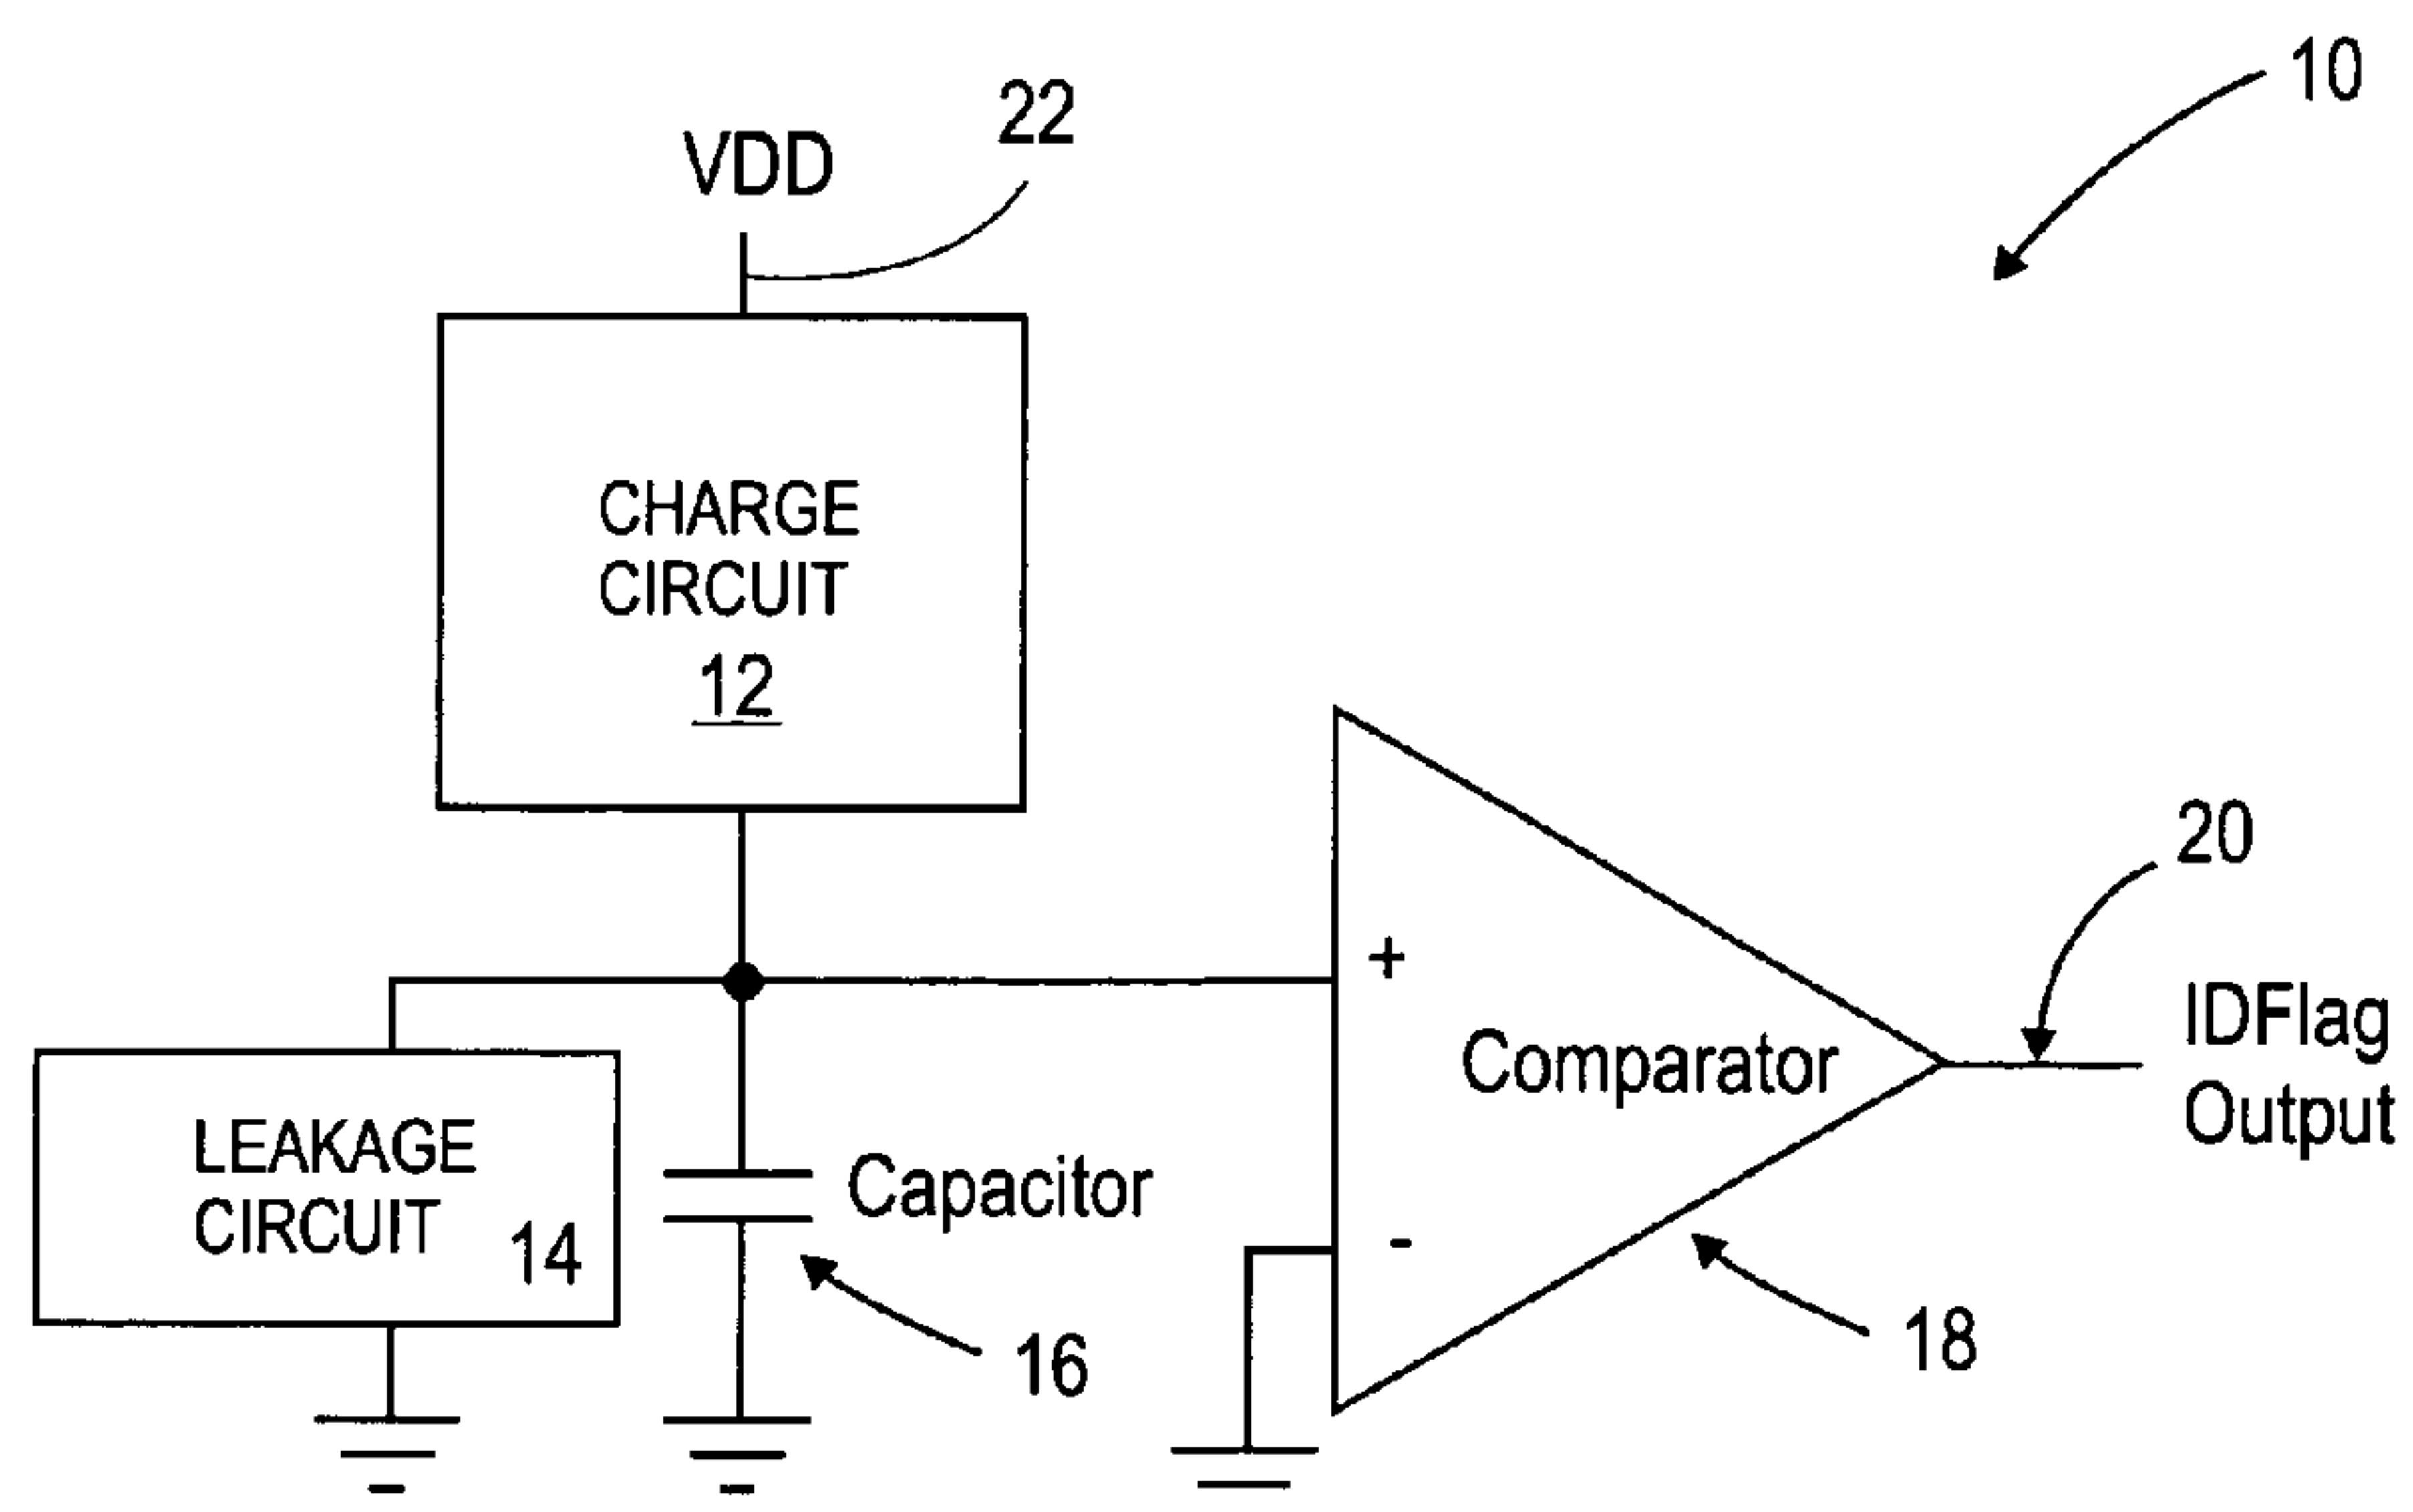 10
22
VDD
CHARGE
CIRCUIT
12
20
+
IDFlag
Comparator
Output
LEAKAGE
CIRCUIT
14
Capacitor
-
16
18